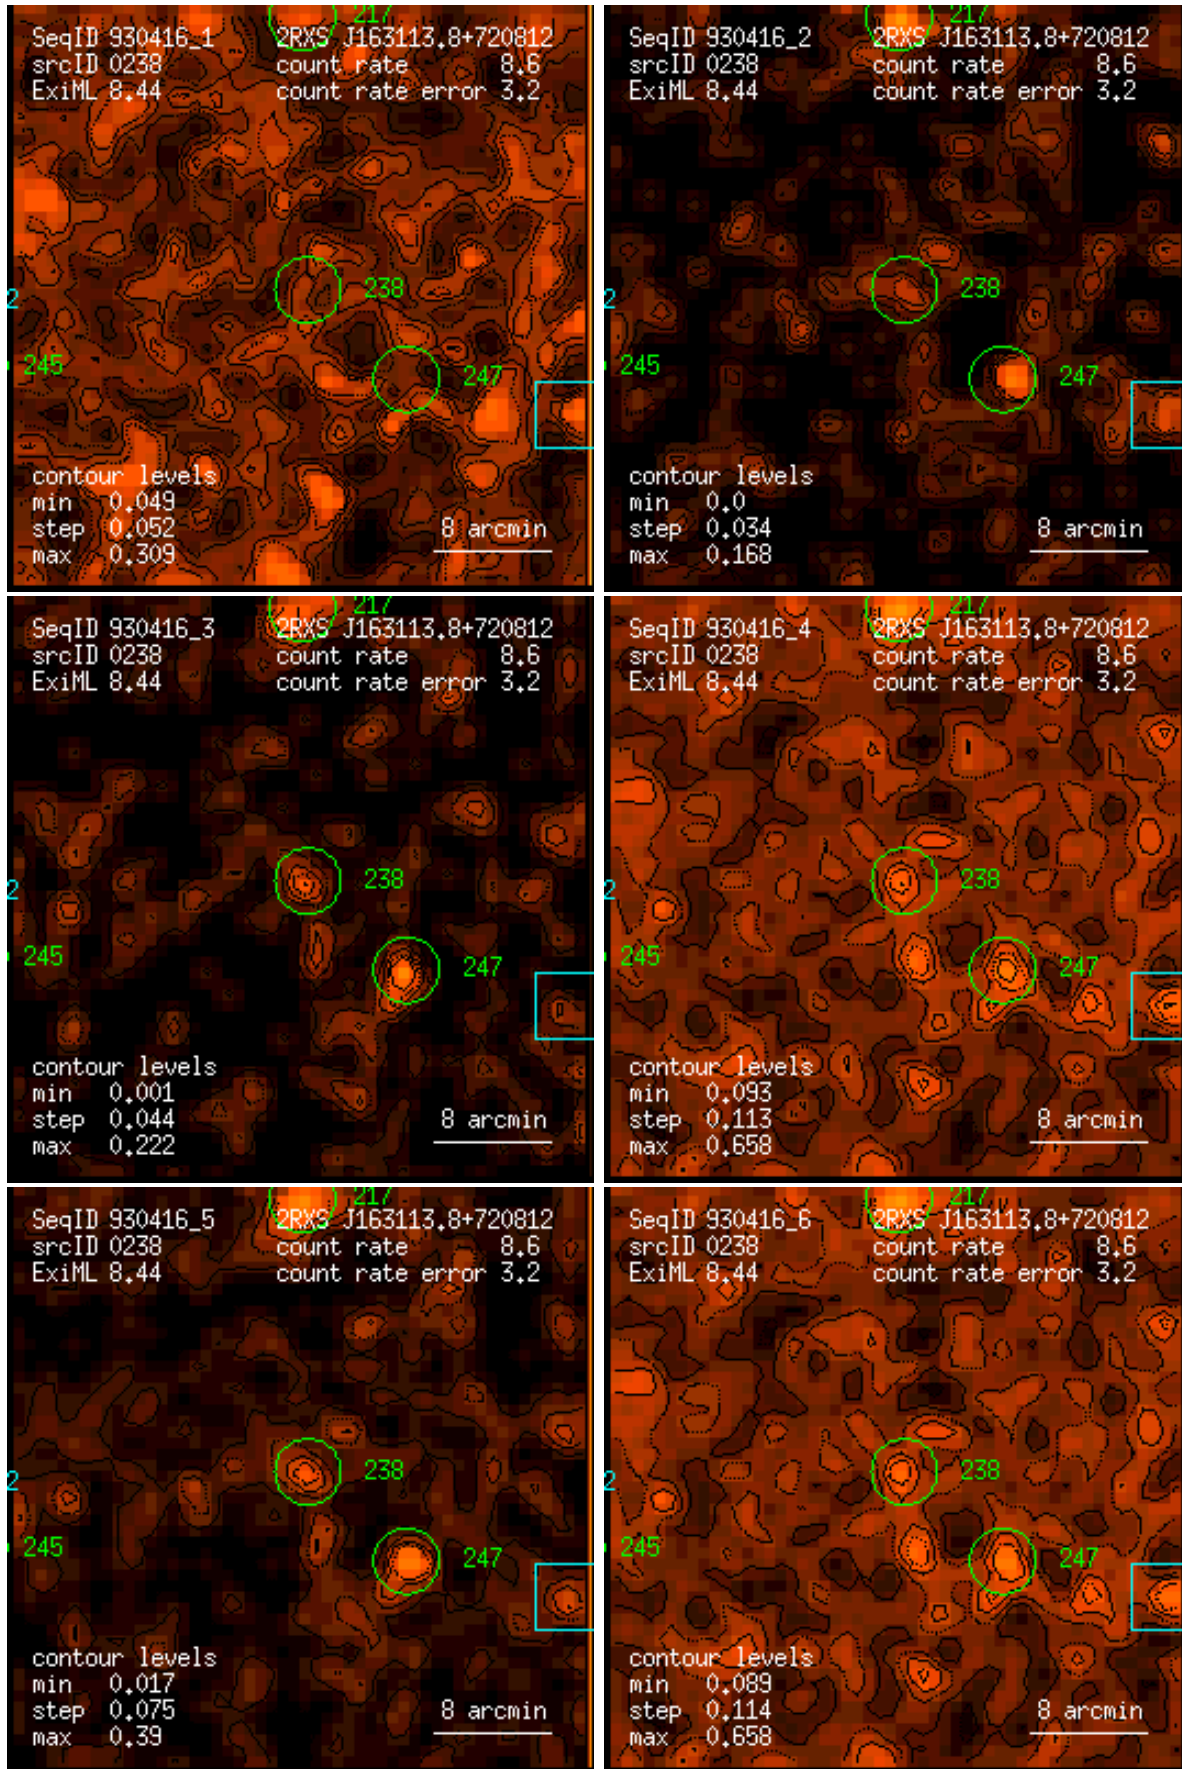 217
SeqID 930416_1 2RXS J163113.8+720812
srcID 0238 count rate 8.6
ExiML 8.44 count rate error 3.2
238
2
245
247
contour levels
min 0.049
step 0.052 8 arcmin
max 0.309
217
SeqID 930416_2 2RXS J163113.8+720812
srcID 0238 count rate 8.6
ExiML 8.44 count rate error 3.2
238
2
245
247
contour levels
min 0.0
step 0.034 8 arcmin
max 0.168
217
SeqID 930416_3 2RXS J163113.8+720812
srcID 0238 count rate 8.6
ExiML 8.44 count rate error 3.2
238
2
245
247
contour levels
min 0.001
step 0.044 8 arcmin
max 0.222
217
SeqID 930416_4 2RXS J163113.8+720812
srcID 0238 count rate 8.6
ExiML 8.44 count rate error 3.2
238
2
245
247
contour levels
min 0.093
step 0.113 8 arcmin
max 0.658
217
SeqID 930416_5 2RXS J163113.8+720812
srcID 0238 count rate 8.6
ExiML 8.44 count rate error 3.2
238
2
245
247
contour levels
min 0.017
step 0.075 8 arcmin
max 0.39
217
SeqID 930416_6 2RXS J163113.8+720812
srcID 0238 count rate 8.6
ExiML 8.44 count rate error 3.2
238
2
245
247
contour levels
min 0.089
step 0.114 8 arcmin
max 0.658